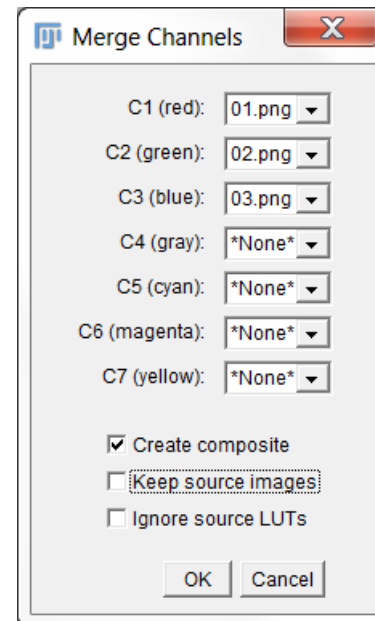 Merge Channels
C1 (red): 01.png
C2 (green): 02.png
C3 (blue): 03.png
C4 (gray): *None*
C5 (cyan): *None*
C6 (magenta): *None*
C7 (yellow): *None*
Create composite
Keep source images
Ignore source LUTs
OK Cancel